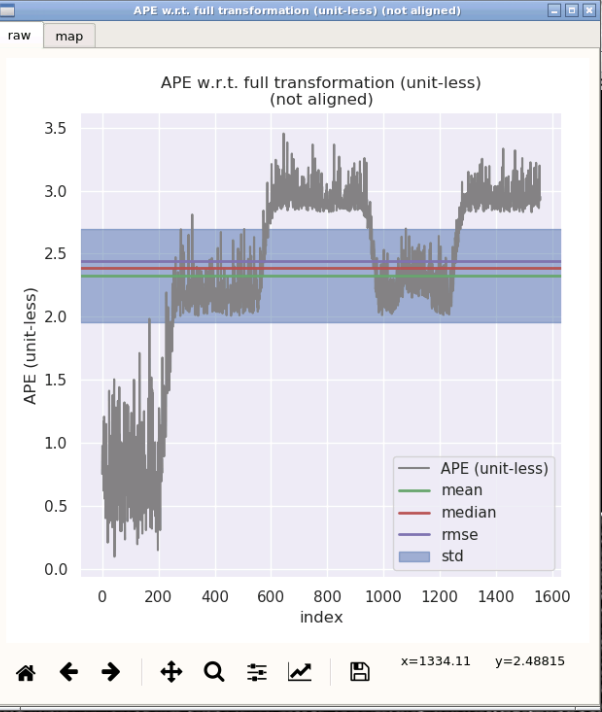 APE w.r.t. full transformation (unit-less) (not aligned)
raw
map
APE w.r.t. full transformation (unit-less)
(not aligned)
3.5
3.0
2.5
2.0
1.5
1.0
0.5
0.0
APE (unit-less)
APE (unit-less)
mean
median
rmse
std
0 200 400 600 800 1000 1200 1400 1600
index
x=1334.11 y=2.48815